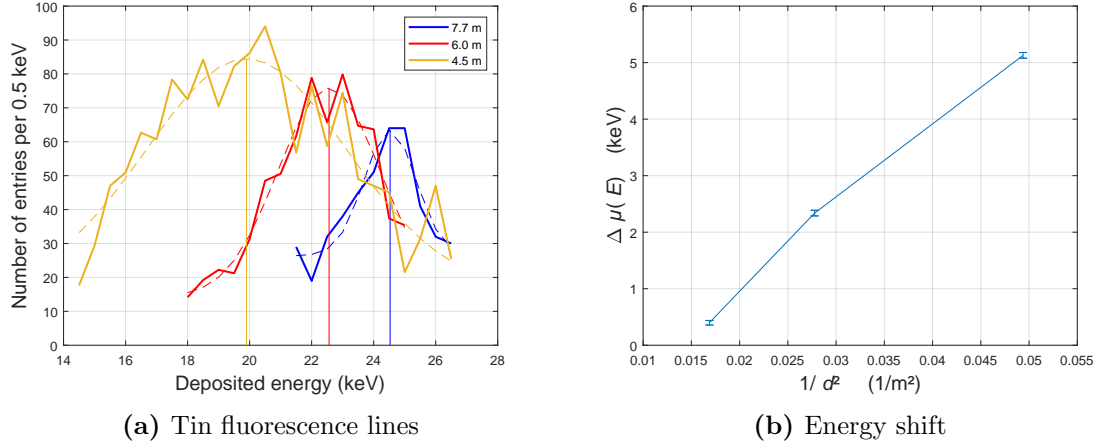 100
90
80
70
60
50
40
30
20
10
0
Number of entries per 0.5 keV
7.7 m
6.0 m
4.5 m
14 16 18 20 22 24 26 28
Deposited energy (keV)
(a) Tin fluorescence lines
6
5
4
3
2
1
0
Δ μ( E) (keV)
0.01 0.015 0.02 0.025 0.03 0.035 0.04 0.045 0.05 0.055
1/ d² (1/m²)
(b) Energy shift